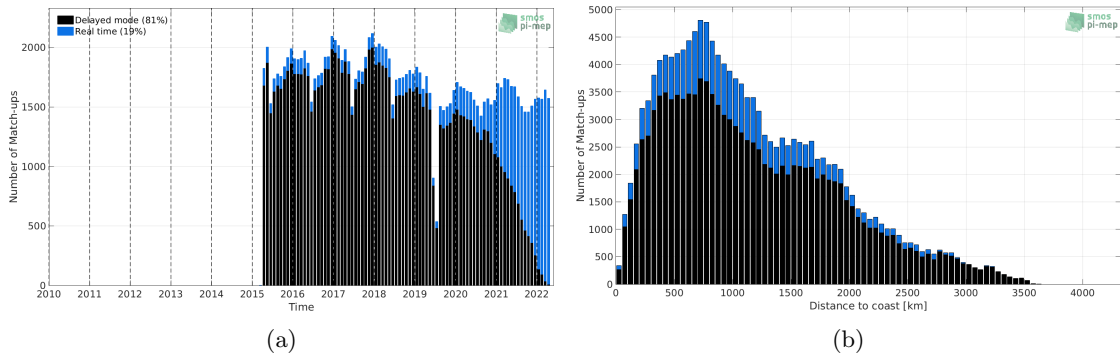 Delayed mode (81%)
Real time (19%)
smos
pi-mep
Number of Match-ups
2000
1500
1000
500
0
2010 2011 2012 2013 2014 2015 2016 2017 2018 2019 2020 2021 2022
Time
(a)
smos
pi-mep
Number of Match-ups
5000
4500
4000
3500
3000
2500
2000
1500
1000
500
0
0 500 1000 1500 2000 2500 3000 3500 4000
Distance to coast [km]
(b)